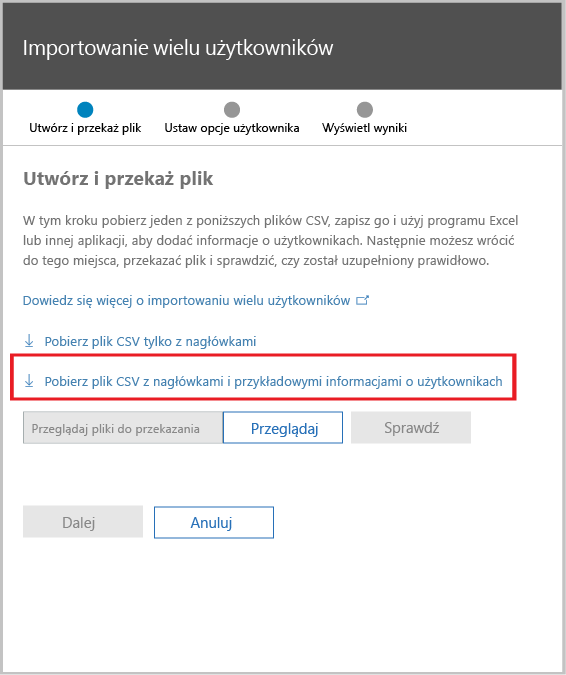 Importowanie wielu użytkowników
Utwórz i przekaż plik
Ustaw opcje użytkownika
Wyświetl wyniki
Utwórz i przekaż plik
W tym kroku pobierz jeden z poniższych plików CSV, zapisz go i użyj programu Excel
lub innej aplikacji, aby dodać informacje o użytkownikach. Następnie możesz wrócić
do tego miejsca, przekazać plik i sprawdzić, czy został uzupełniony prawidłowo.
Dowiedz się więcej o importowaniu wielu użytkowników
Pobierz plik CSV tylko z nagłówkami
Pobierz plik CSV z nagłówkami i przykładowymi informacjami o użytkownikach
Przeglądaj pliki do przekazania
Przeglądaj
Sprawdź
Dalej
Anuluj